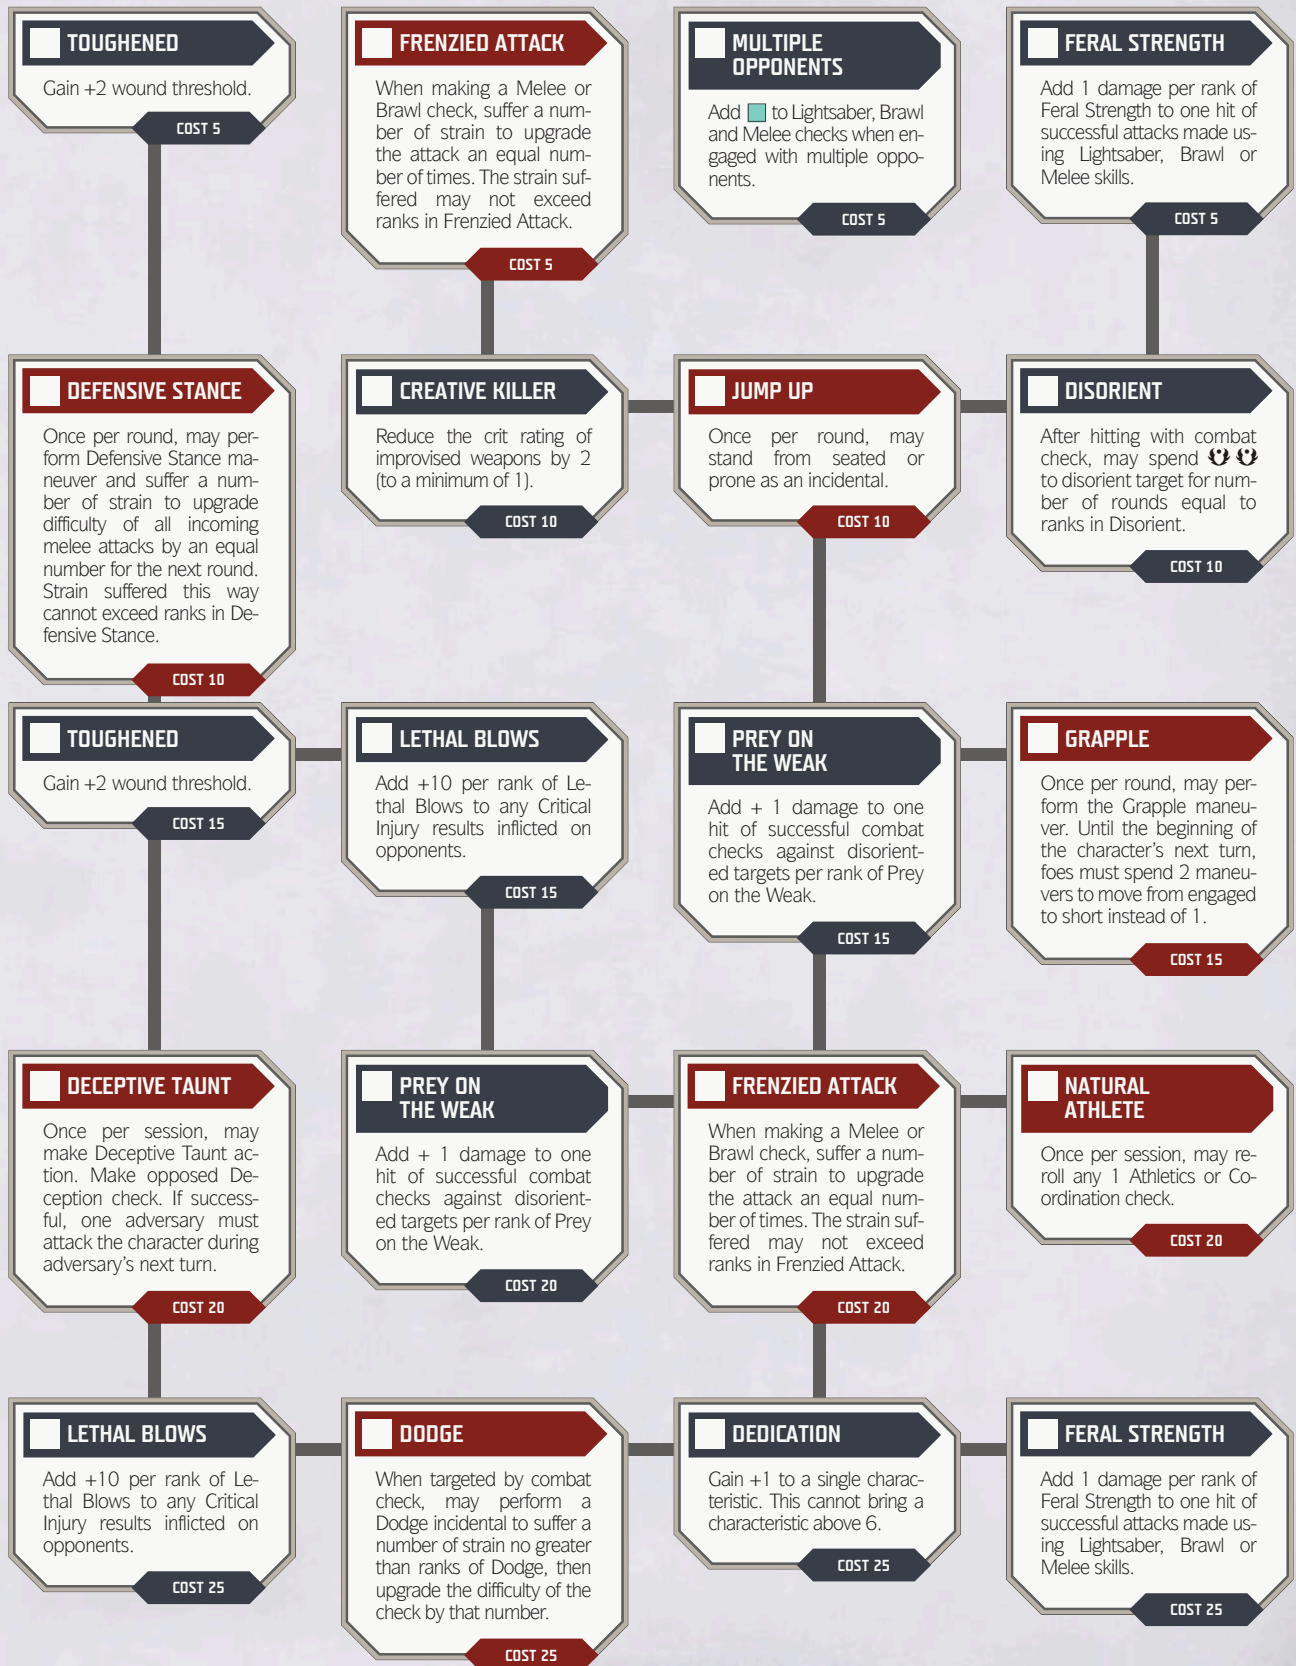 TOUGHENED
Gain +2 wound threshold.
COST 5
FRENZIED ATTACK
When making a Melee or
Brawl check, suffer a num-
ber of strain to upgrade
the attack an equal num-
ber of times. The strain suf-
fered may not exceed
ranks in Frenzied Attack.
COST 5
MULTIPLE
OPPONENTS
Add to Lightsaber, Brawl
and Melee checks when en-
gaged with multiple oppo-
nents.
COST 5
FERAL STRENGTH
Add 1 damage per rank of
Feral Strength to one hit of
successful attacks made us-
ing Lightsaber, Brawl or
Melee skills.
COST 5
DEFENSIVE STANCE
Once per round, may per-
form Defensive Stance ma-
neuver and suffer a num-
ber of strain to upgrade
difficulty of all incoming
melee attacks by an equal
number for the next round.
Strain suffered this way
cannot exceed ranks in De-
fensive Stance.
COST 10
CREATIVE KILLER
Reduce the crit rating of
improvised weapons by 2
(to a minimum of 1).
COST 10
JUMP UP
Once per round, may
stand from seated or
prone as an incidental.
COST 10
DISORIENT
After hitting with combat
check, may spend
to disorient target for num-
ber of rounds equal to
ranks in Disorient.
COST 10
TOUGHENED
Gain +2 wound threshold.
COST 15
LETHAL BLOWS
Add +10 per rank of Le-
thal Blows to any Critical
Injury results inflicted on
opponents.
COST 15
PREY ON
THE WEAK
Add + 1 damage to one
hit of successful combat
checks against disorient-
ed targets per rank of Prey
on the Weak.
COST 15
GRAPPLE
Once per round, may per-
form the Grapple maneu-
ver. Until the beginning of
the character's next turn,
foes must spend 2 maneu-
vers to move from engaged
to short instead of 1.
COST 15
DECEPTIVE TAUNT
Once per session, may
make Deceptive Taunt ac-
tion. Make opposed De-
ception check. If success-
ful, one adversary must
attack the character during
adversary's next turn.
COST 20
PREY ON
THE WEAK
Add + 1 damage to one
hit of successful combat
checks against disorient-
ed targets per rank of Prey
on the Weak.
COST 20
FRENZIED ATTACK
When making a Melee or
Brawl check, suffer a num-
ber of strain to upgrade
the attack an equal num-
ber of times. The strain suf-
fered may not exceed
ranks in Frenzied Attack.
COST 20
NATURAL
ATHLETE
Once per session, may re-
roll any 1 Athletics or Co-
ordination check.
COST 20
LETHAL BLOWS
Add +10 per rank of Le-
thal Blows to any Critical
Injury results inflicted on
opponents.
COST 25
DODGE
When targeted by combat
check, may perform a
Dodge incidental to suffer a
number of strain no greater
than ranks of Dodge, then
upgrade the difficulty of the
check by that number.
COST 25
DEDICATION
Gain +1 to a single charac-
teristic. This cannot bring a
characteristic above 6.
COST 25
FERAL STRENGTH
Add 1 damage per rank of
Feral Strength to one hit of
successful attacks made us-
ing Lightsaber, Brawl or
Melee skills.
COST 25